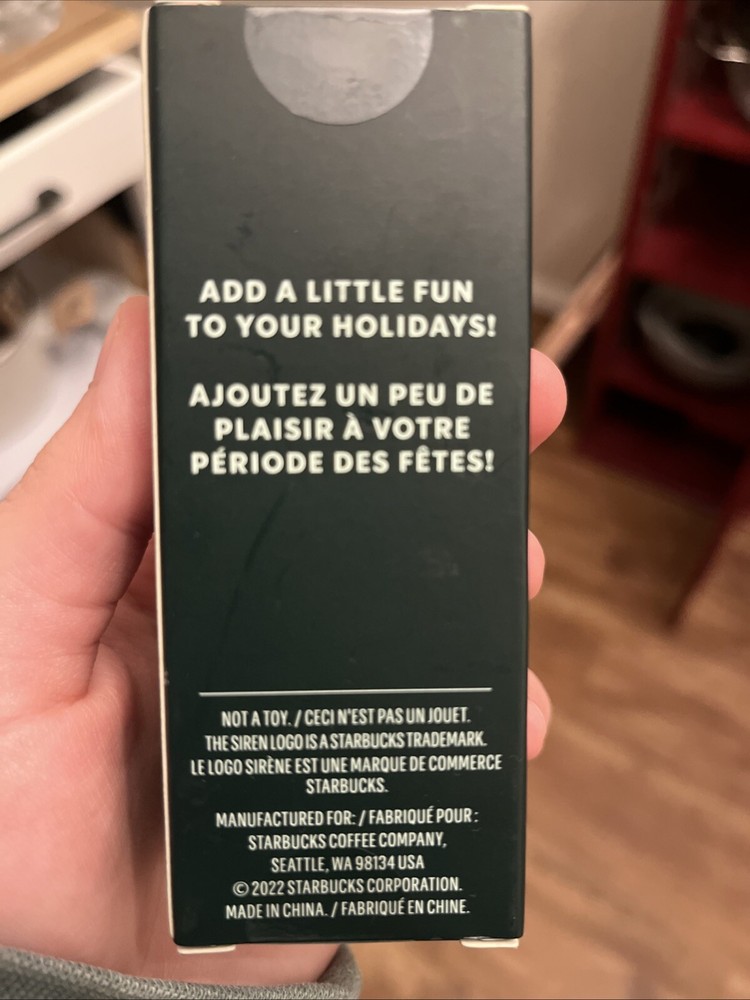 ADD A LITTLE FUN
TO YOUR HOLIDAYS!
AJOUTEZ UN PEU DE
PLAISIR À VOTRE
PÉRIODE DES FÊTES!
NOT A TOY. / CECI N'EST PAS UN JOUET.
THE SIREN LOGO IS A STARBUCKS TRADEMARK.
LE LOGO SIRÈNE EST UNE MARQUE DE COMMERCE
STARBUCKS.
MANUFACTURED FOR: / FABRIQUÉ POUR :
STARBUCKS COFFEE COMPANY,
SEATTLE, WA 98134 USA
© 2022 STARBUCKS CORPORATION.
MADE IN CHINA. / FABRIQUÉ EN CHINE.